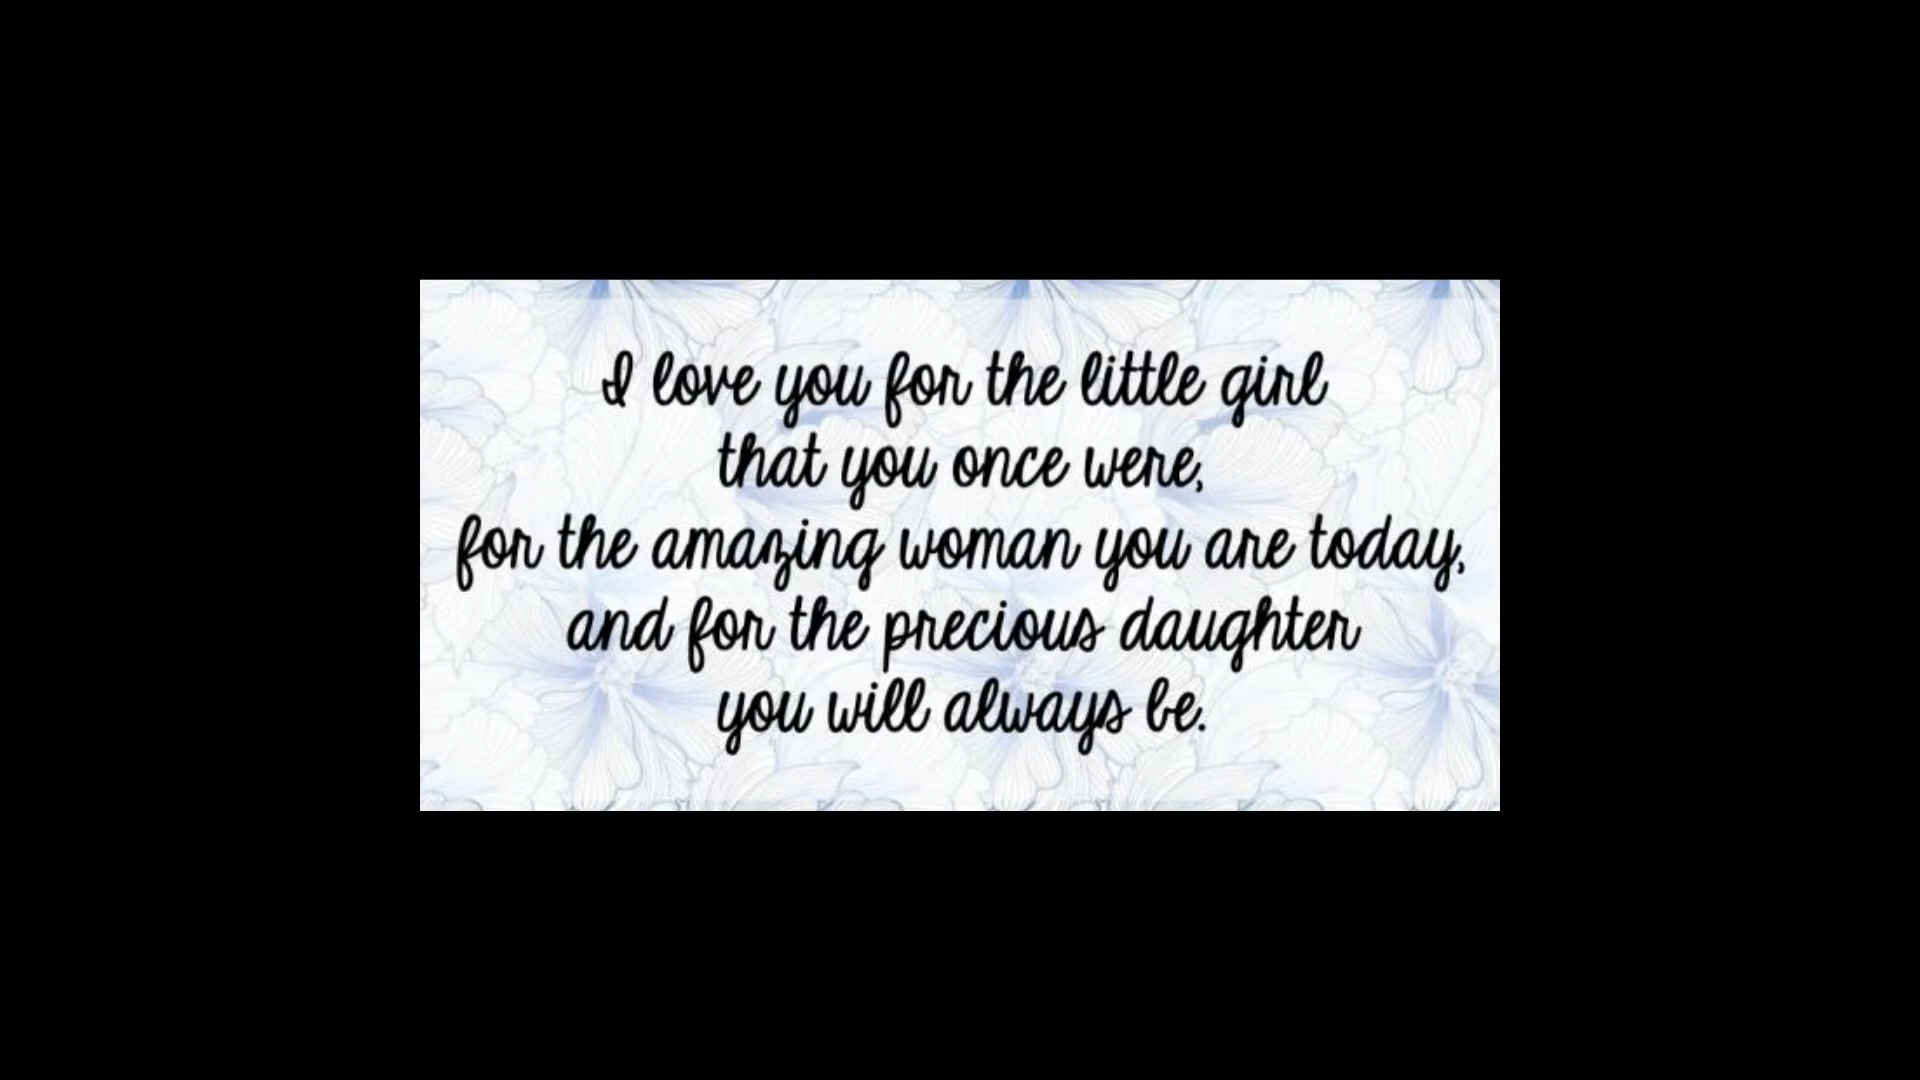 I love you for the little girl
that you once were,
for the amazing woman you are today,
and for the precious daughter
you will always be.